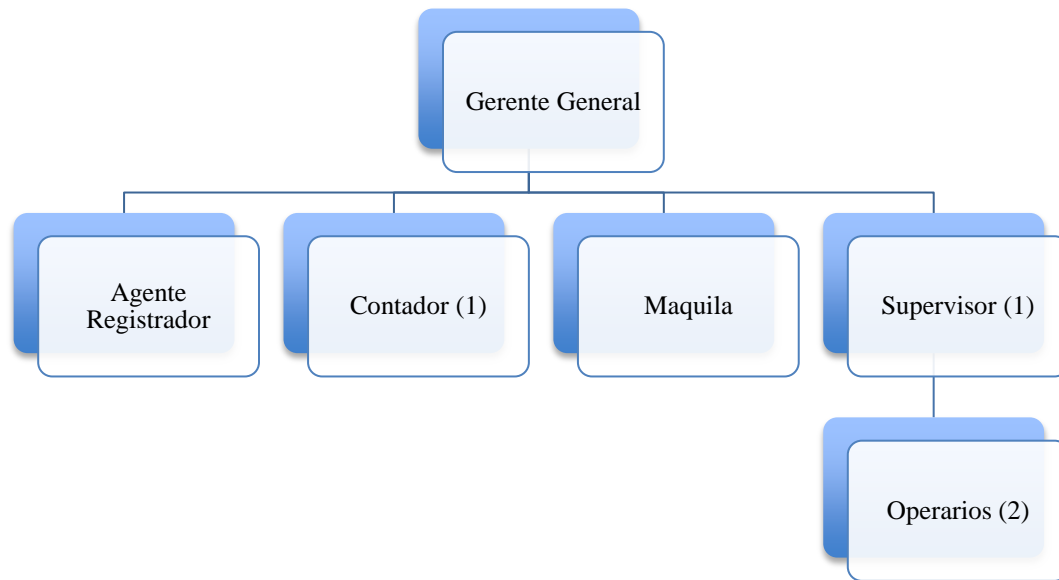 Gerente General
Agente
Registrador
Contador (1)
Maquila
Supervisor (1)
Operarios (2)